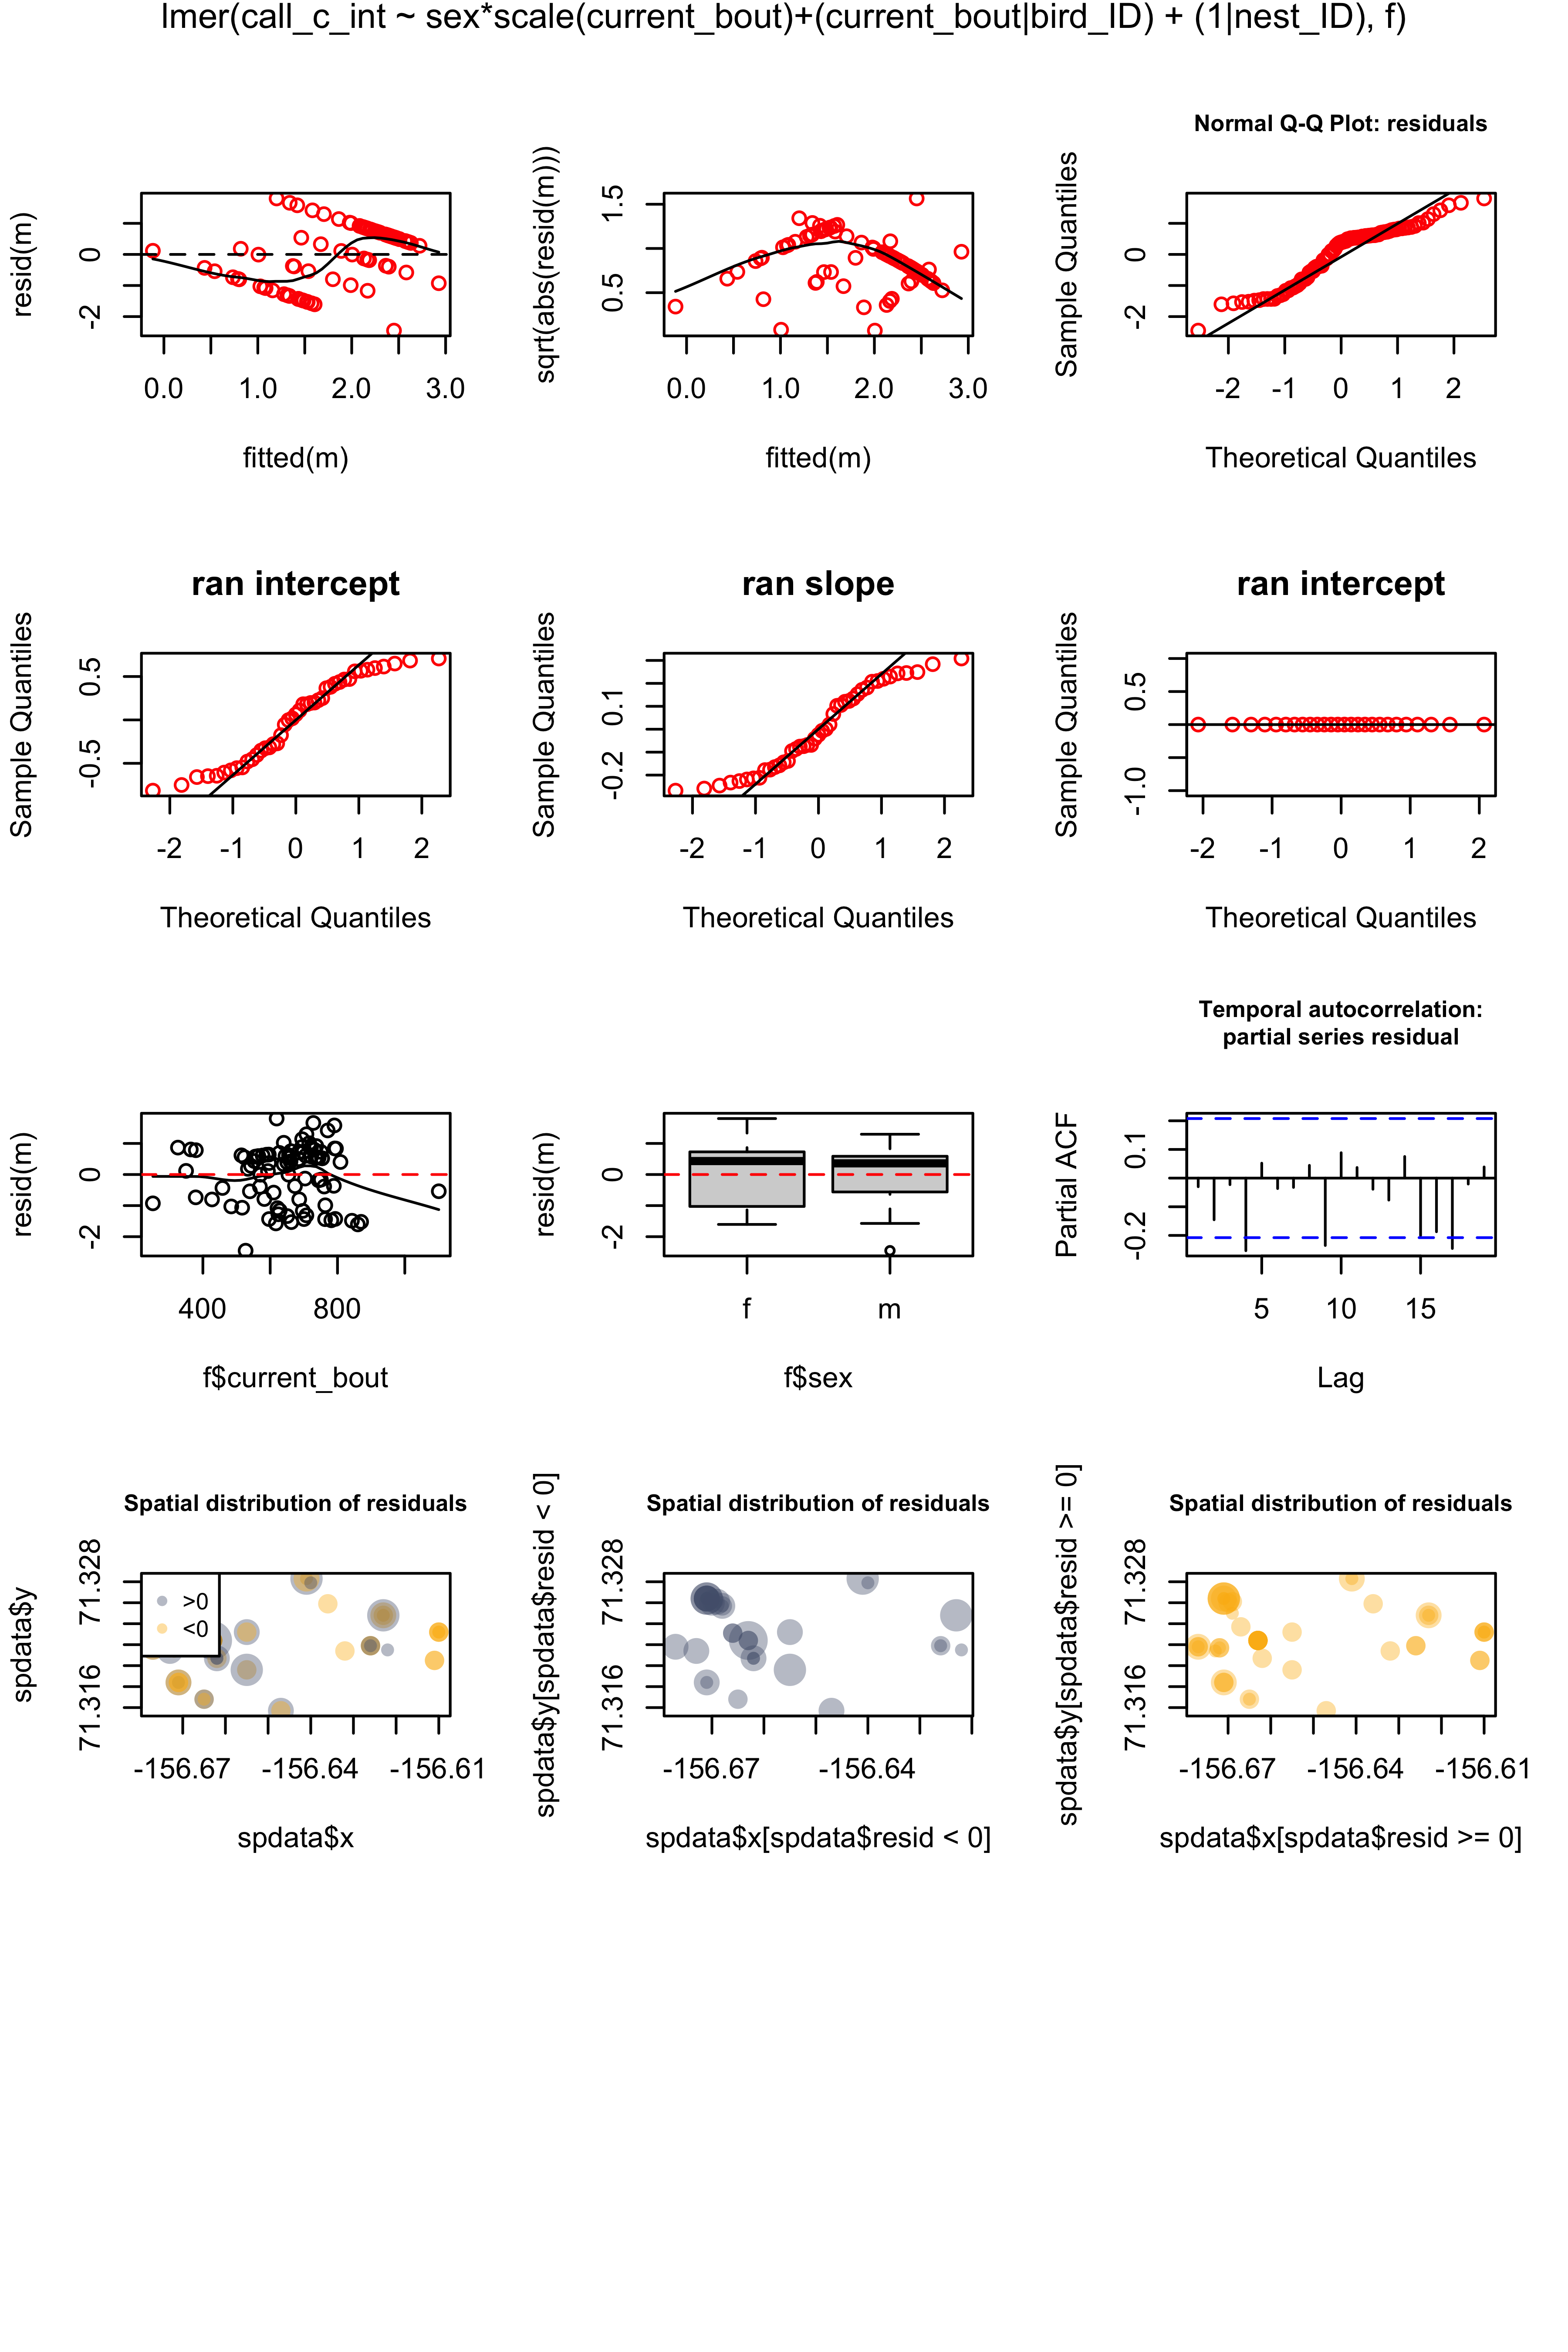 lmer(call_c_int ~ sex*scale(current_bout)+(current_bout|bird_ID) + (1|nest_ID), f)
resid(m)
0
-2
0.0 1.0 2.0 3.0
fitted(m)
sqrt(abs(resid(m)))
1.5
0.5
0.0 1.0 2.0 3.0
fitted(m)
Normal Q-Q Plot: residuals
Sample Quantiles
0
-2
-2 -1 0 1 2
Theoretical Quantiles
ran intercept
Sample Quantiles
0.5
-0.5
-2 -1 0 1 2
Theoretical Quantiles
ran slope
Sample Quantiles
0.1
-0.2
-2 -1 0 1 2
Theoretical Quantiles
ran intercept
Sample Quantiles
0.5
-1.0
-2 -1 0 1 2
Theoretical Quantiles
resid(m)
0
-2
400 800
f$current_bout
resid(m)
0
-2
f m
f$sex
Temporal autocorrelation:
partial series residual
Partial ACF
0.1
-0.2
5 10 15
Lag
Spatial distribution of residuals
spdata$y
71.328
71.316
>0
<0
-156.67 -156.64 -156.61
spdata$x
Spatial distribution of residuals
spdata$y[spdata$resid < 0]
71.328
71.316
-156.67 -156.64
spdata$x[spdata$resid < 0]
Spatial distribution of residuals
spdata$y[spdata$resid >= 0]
71.328
71.316
-156.67 -156.64 -156.61
spdata$x[spdata$resid >= 0]